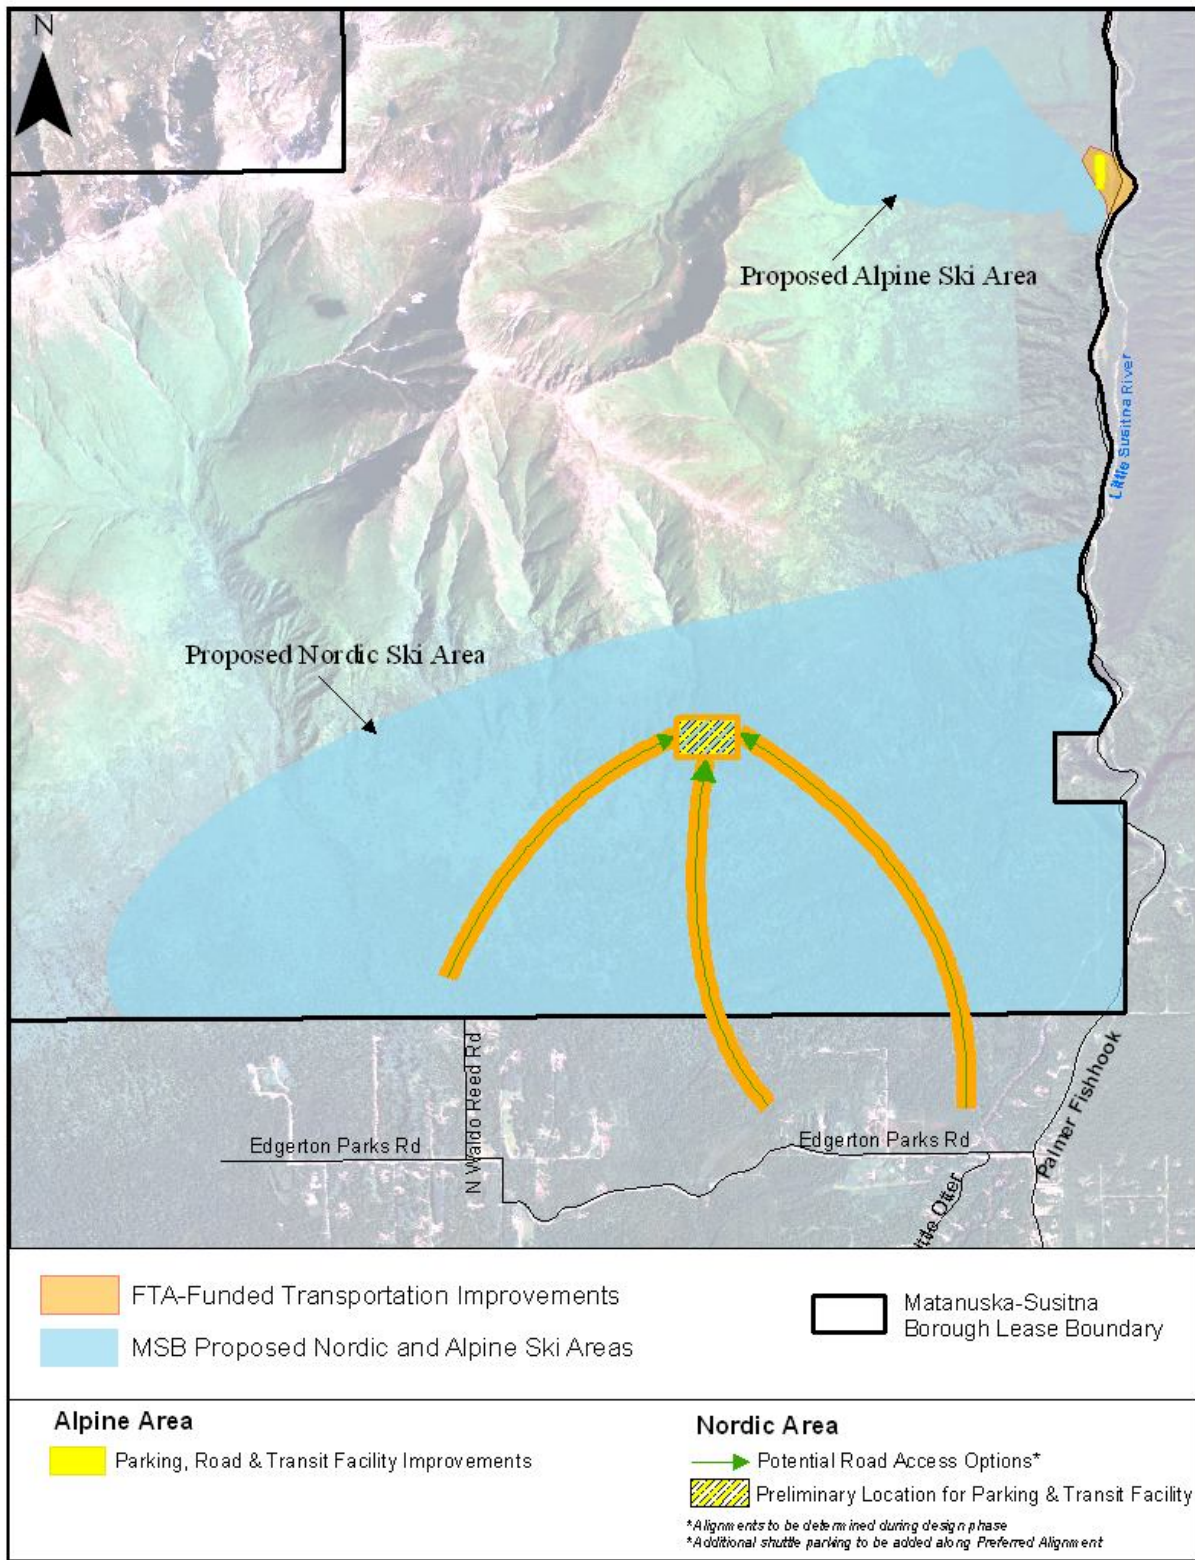 N
Proposed Alpine Ski Area
Little Susitna River
Proposed Nordic Ski Area
N Waldo Reed Rd
Edgerton Parks Rd
Edgerton Parks Rd
Palmer Fishhook
Otter
FTA-Funded Transportation Improvements
MSB Proposed Nordic and Alpine Ski Areas
Matanuska-Susitna
Borough Lease Boundary
Alpine Area
Parking, Road & Transit Facility Improvements
Nordic Area
Potential Road Access Options*
Preliminary Location for Parking & Transit Facility
*Alignments to be determined during design phase
*Additional shuttle parking to be added along Preferred Alignment